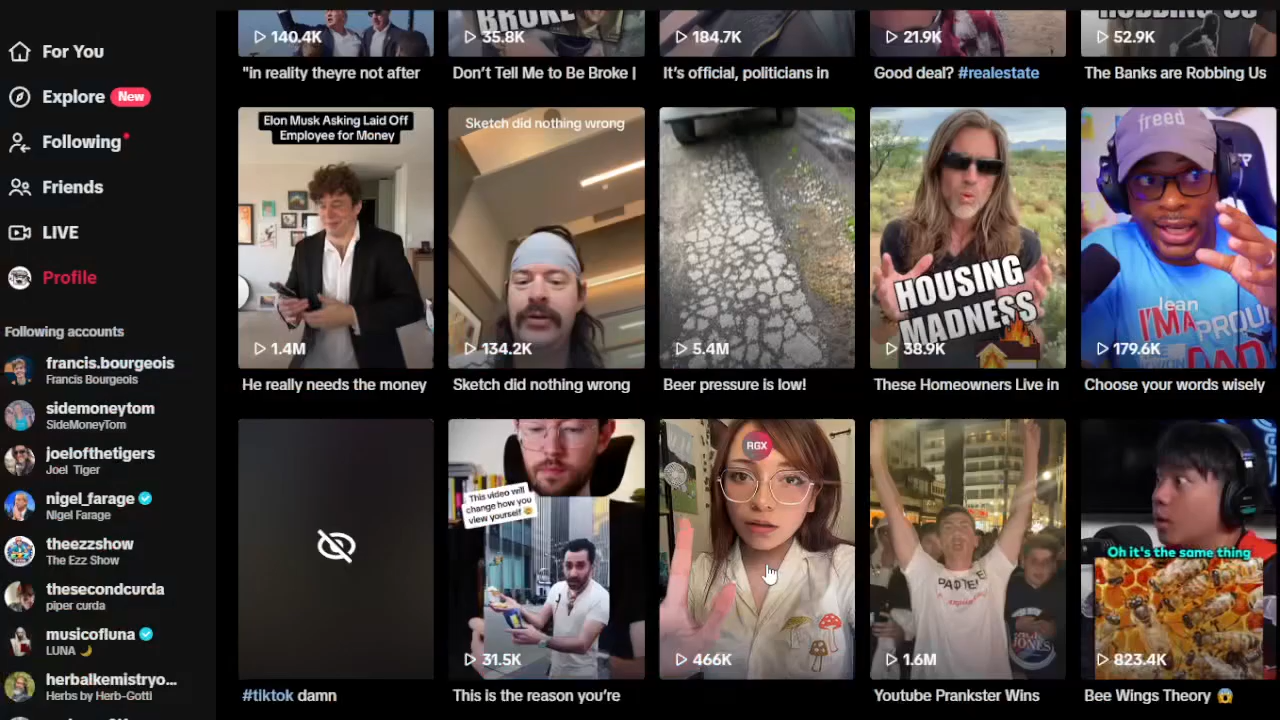 For You
Explore New
Following
Friends
LIVE
Profile
Following accounts
francis.bourgeois
Francis Bourgeois
sidemoneytom
SideMoneyTom
joelofthetigers
Joel Tiger
nigel_farage
Nigel Farage
theezzshow
The Ezz Show
thesecondcurda
piper curda
musicofluna
LUNA 🌙
herbalkemistryo...
Herbs by Herb-Gotti
BROKE
140.4K
35.8K
184.7K
21.9K
52.9K
"in reality theyre not after
Don't Tell Me to Be Broke |
It's official, politicians in
Good deal? #realestate
The Banks are Robbing Us
Elon Musk Asking Laid Off
Employee for Money
1.4M
Sketch did nothing wrong
134.2K
5.4M
HOUSING
MADNESS
38.9K
freed
lean
I'M A PROUD
DAD
179.6K
He really needs the money
Sketch did nothing wrong
Beer pressure is low!
These Homeowners Live in
Choose your words wisely
This video will
change how you
view yourself
31.5K
RGX
466K
1.6M
Oh it's the same thing
823.4K
#tiktok damn
This is the reason you're
Youtube Prankster Wins
Bee Wings Theory 😱